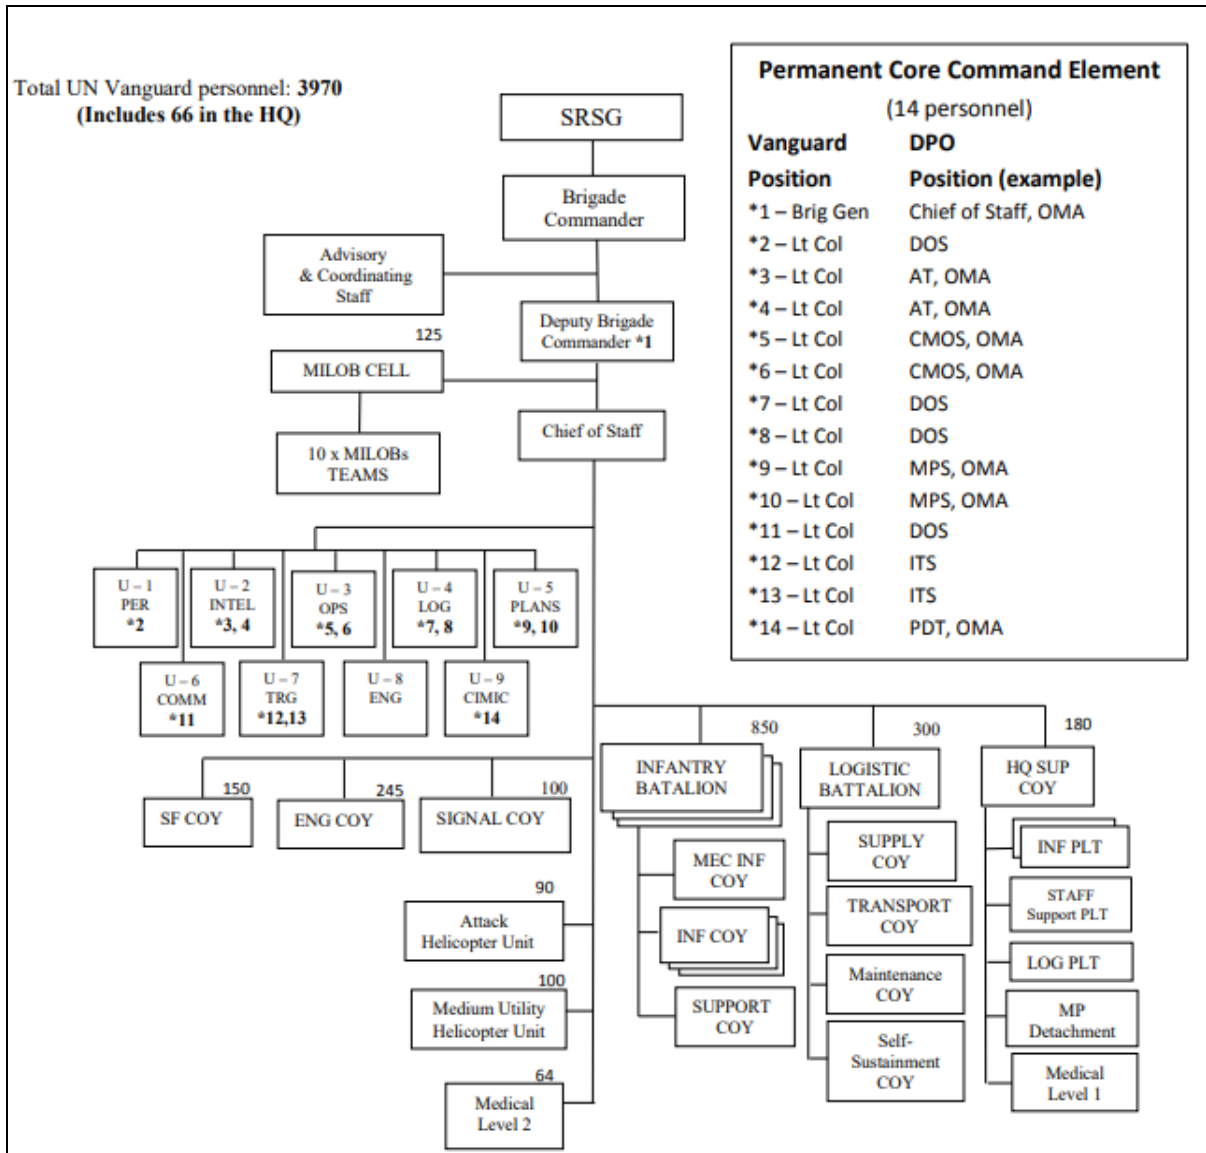 Total UN Vanguard personnel: 3970
(Includes 66 in the HQ)
SRSG
Brigade
Commander
Advisory
& Coordinating
Staff
Deputy Brigade
Commander *1
125
MILOB CELL
10 x MILOBs
TEAMS
Chief of Staff
Permanent Core Command Element
(14 personnel)
Vanguard DPO
Position Position (example)
*1 – Brig Gen Chief of Staff, OMA
*2 – Lt Col DOS
*3 – Lt Col AT, OMA
*4 – Lt Col AT, OMA
*5 – Lt Col CMOS, OMA
*6 – Lt Col CMOS, OMA
*7 – Lt Col DOS
*8 – Lt Col DOS
*9 – Lt Col MPS, OMA
*10 – Lt Col MPS, OMA
*11 – Lt Col DOS
*12 – Lt Col ITS
*13 – Lt Col ITS
*14 – Lt Col PDT, OMA
U – 1
PER
*2
U – 2
INTEL
*3, 4
U – 3
OPS
*5, 6
U – 4
LOG
*7, 8
U – 5
PLANS
*9, 10
U – 6
COMM
*11
U – 7
TRG
*12,13
U – 8
ENG
U – 9
CIMIC
*14
150
SF COY
245
ENG COY
100
SIGNAL COY
850
INFANTRY
BATALION
MEC INF
COY
INF COY
SUPPORT
COY
300
LOGISTIC
BATTALION
SUPPLY
COY
TRANSPORT
COY
Maintenance
COY
Self-
Sustainment
COY
180
HQ SUP
COY
INF PLT
STAFF
Support PLT
LOG PLT
MP
Detachment
Medical
Level 1
90
Attack
Helicopter Unit
100
Medium Utility
Helicopter Unit
64
Medical
Level 2